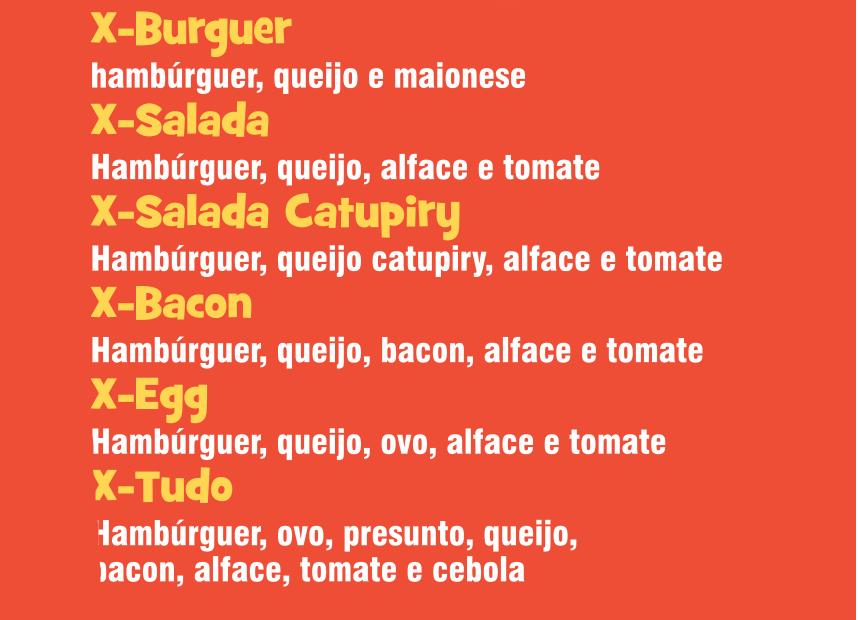 X-Burguer
hambúrguer, queijo e maionese
X-Salada
Hambúrguer, queijo, alface e tomate
X-Salada Catupiry
Hambúrguer, queijo catupiry, alface e tomate
X-Bacon
Hambúrguer, queijo, bacon, alface e tomate
X-Egg
Hambúrguer, queijo, ovo, alface e tomate
X-Tudo
Hambúrguer, ovo, presunto, queijo,
bacon, alface, tomate e cebola